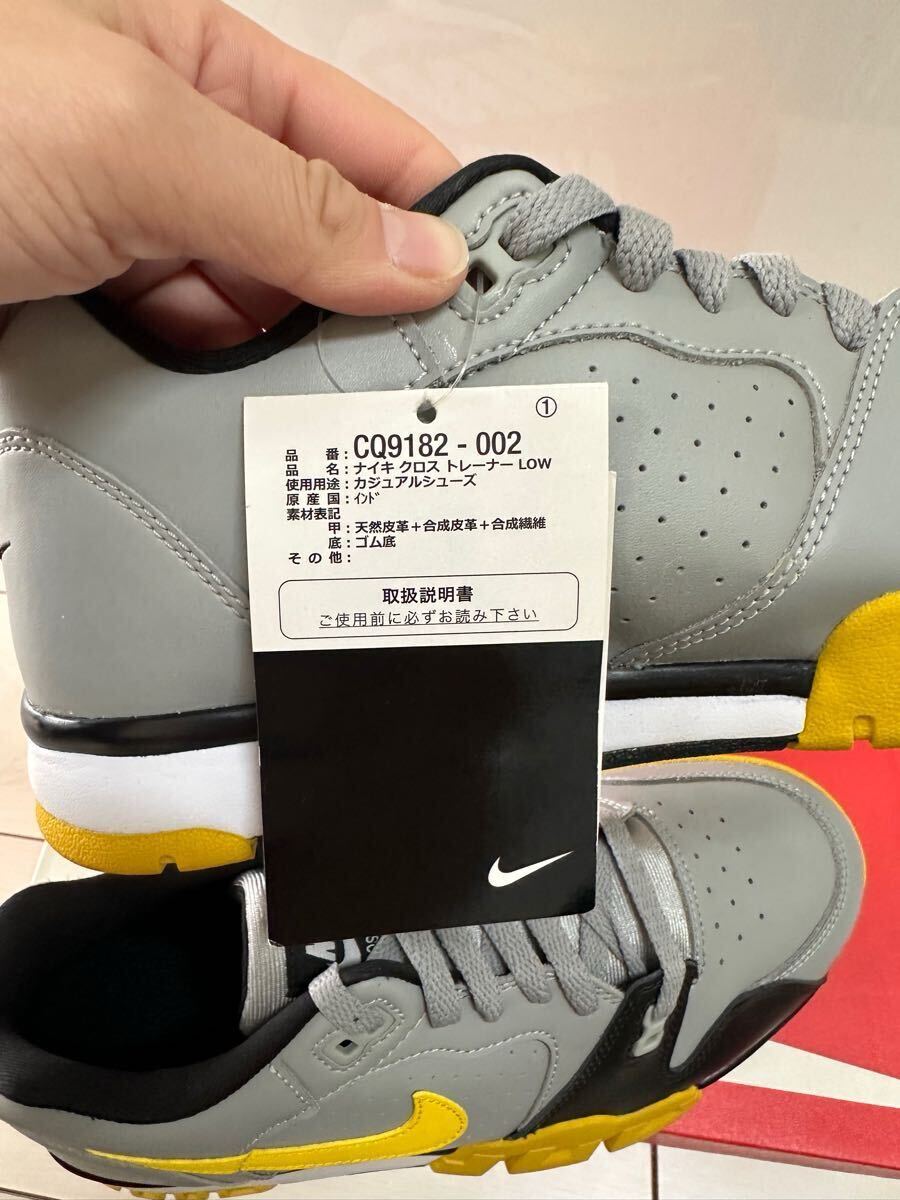 ①
品番：CQ9182 - 002
品名：ナイキ クロス トレーナー LOW
使用用途：カジュアルシューズ
原産国：ｲﾝﾄﾞ
素材表記
甲：天然皮革＋合成皮革＋合成繊維
底：ゴム底
その他：
取扱説明書
ご使用前に必ずお読み下さい